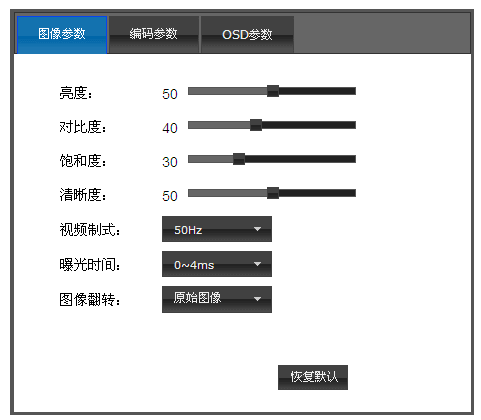 图像参数 编码参数 OSD参数
亮度： 50
对比度： 40
饱和度： 30
清晰度： 50
视频制式： 50Hz
曝光时间： 0~4ms
图像翻转： 原始图像
恢复默认